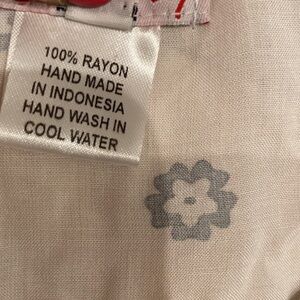 100% RAYON
HAND MADE
IN INDONESIA
HAND WASH IN
COOL WATER